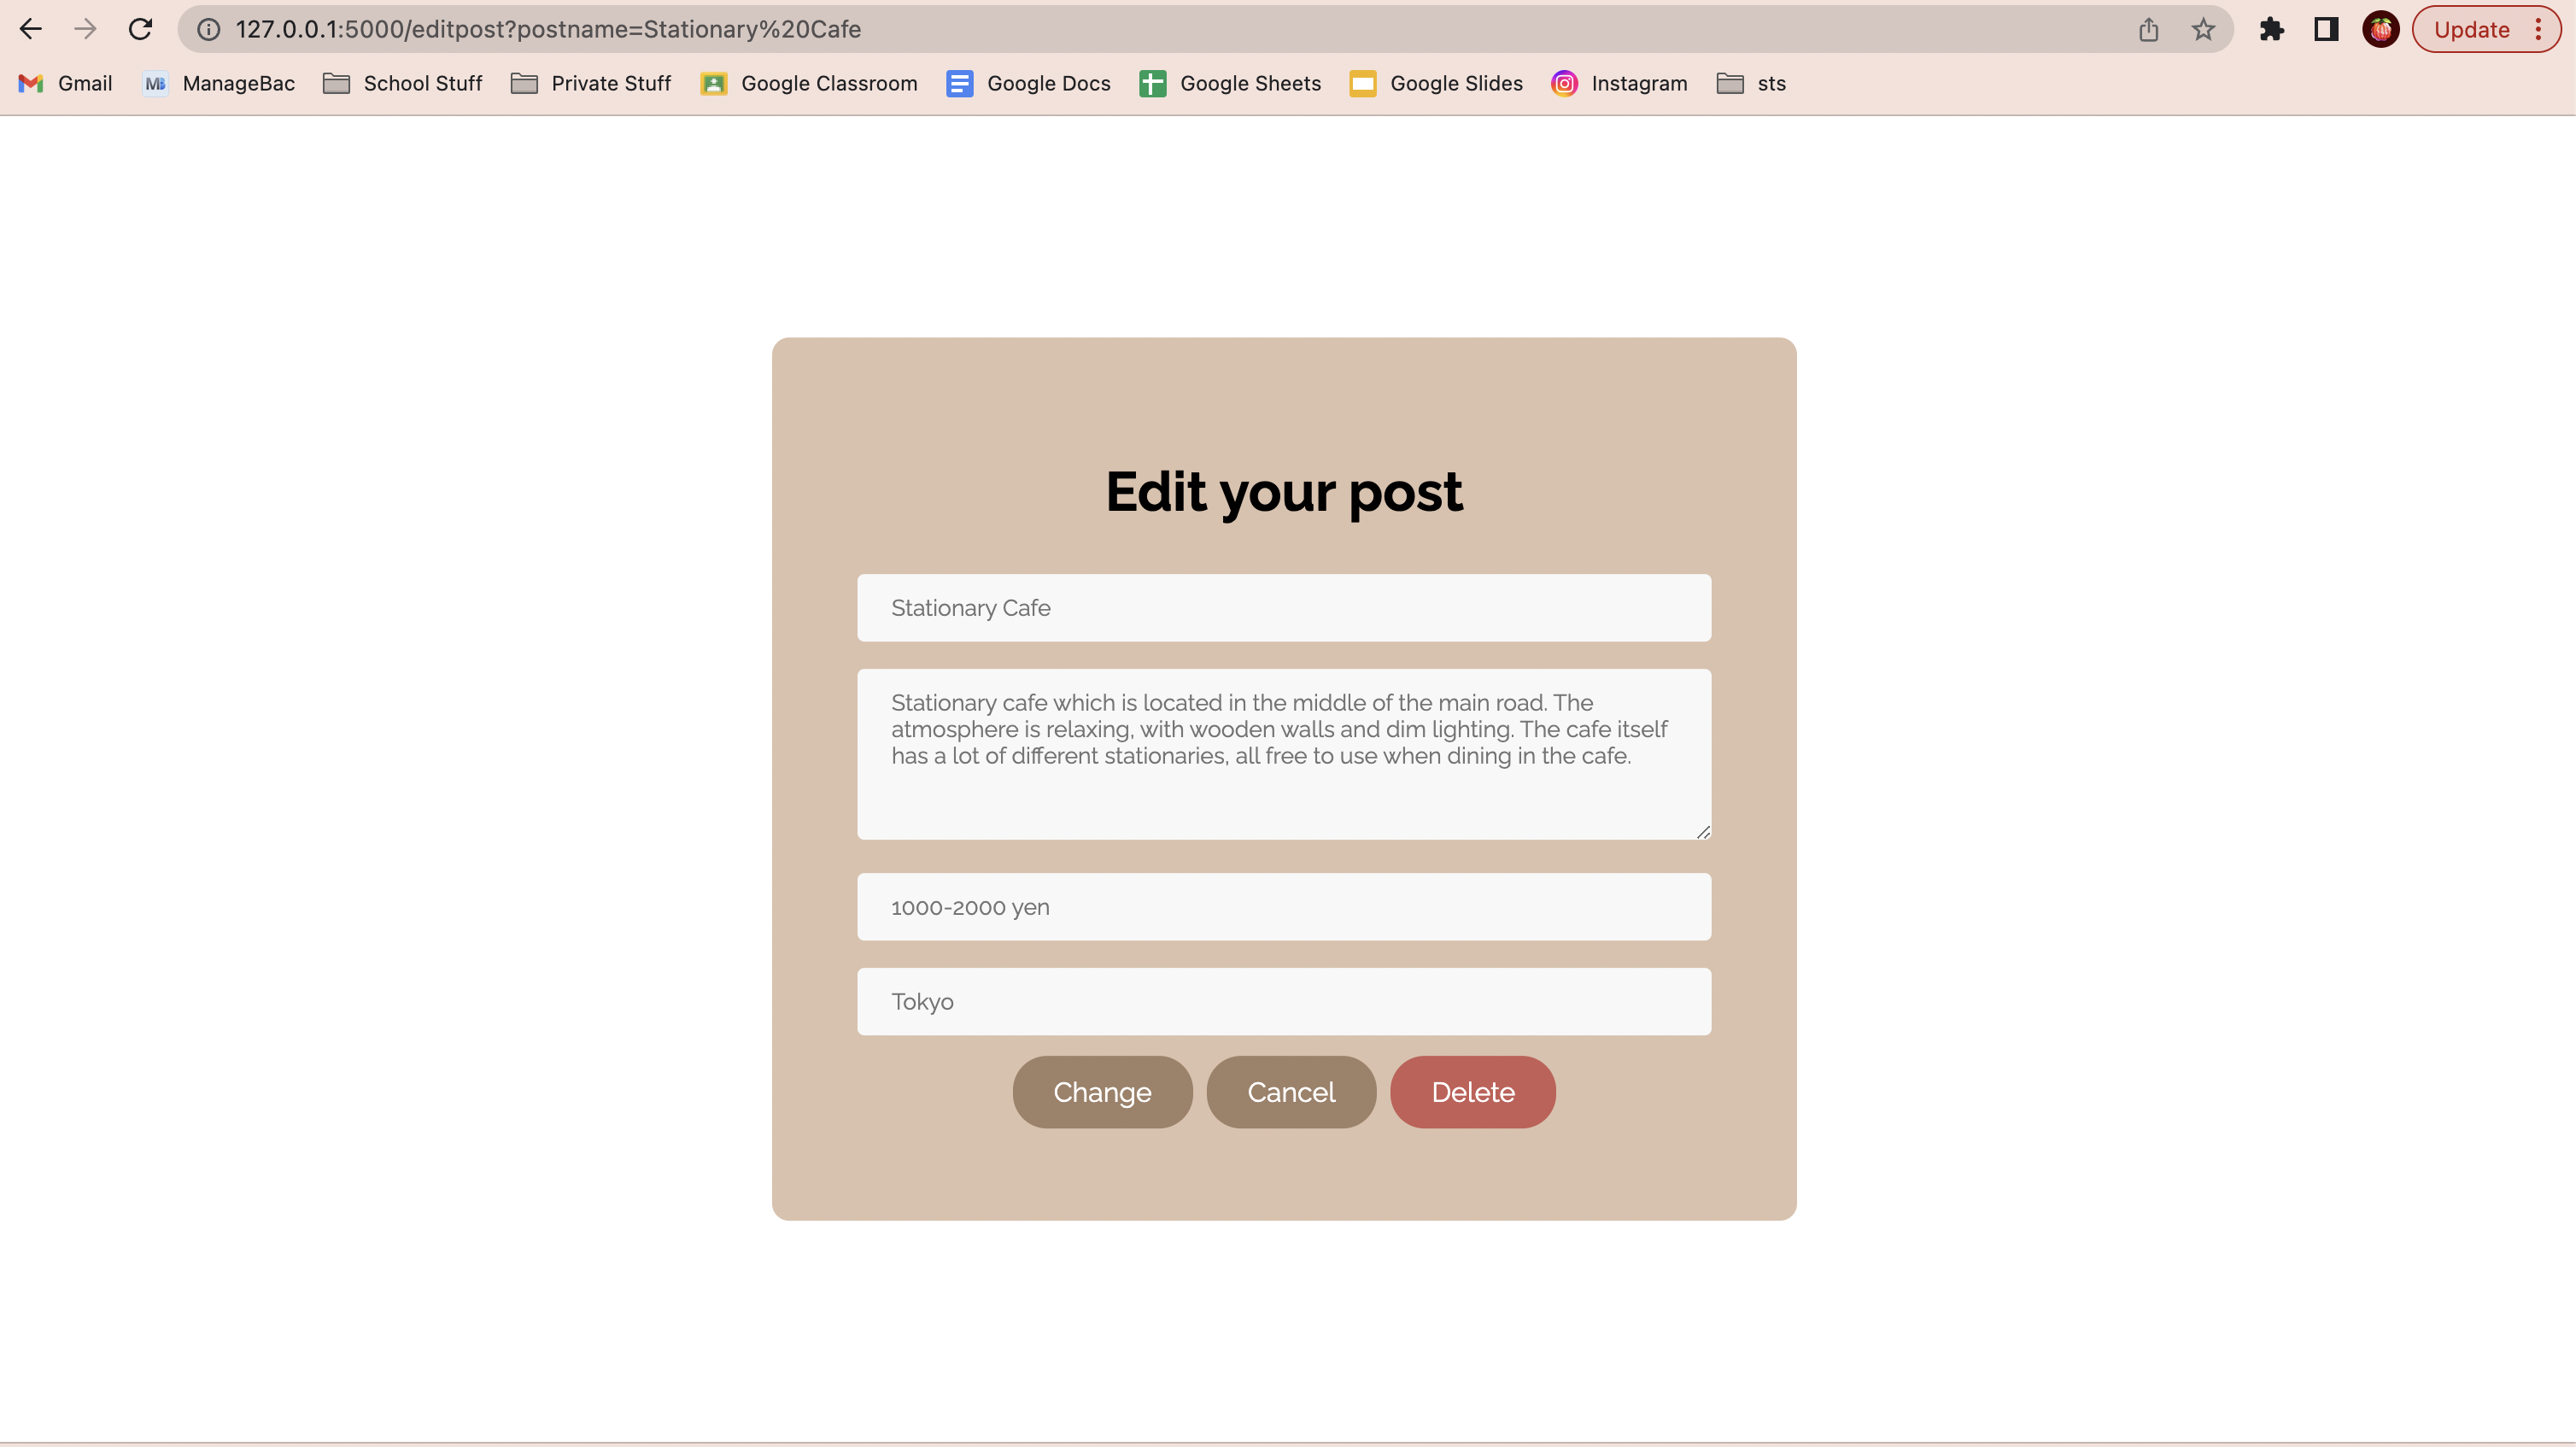 127.0.0.1:5000/editpost?postname=Stationary%20Cafe
Update
Gmail
MB ManageBac
School Stuff
Private Stuff
Google Classroom
Google Docs
Google Sheets
Google Slides
Instagram
sts
Edit your post
Stationary Cafe
Stationary cafe which is located in the middle of the main road. The
atmosphere is relaxing, with wooden walls and dim lighting. The cafe itself
has a lot of different stationaries, all free to use when dining in the cafe.
1000-2000 yen
Tokyo
Change
Cancel
Delete